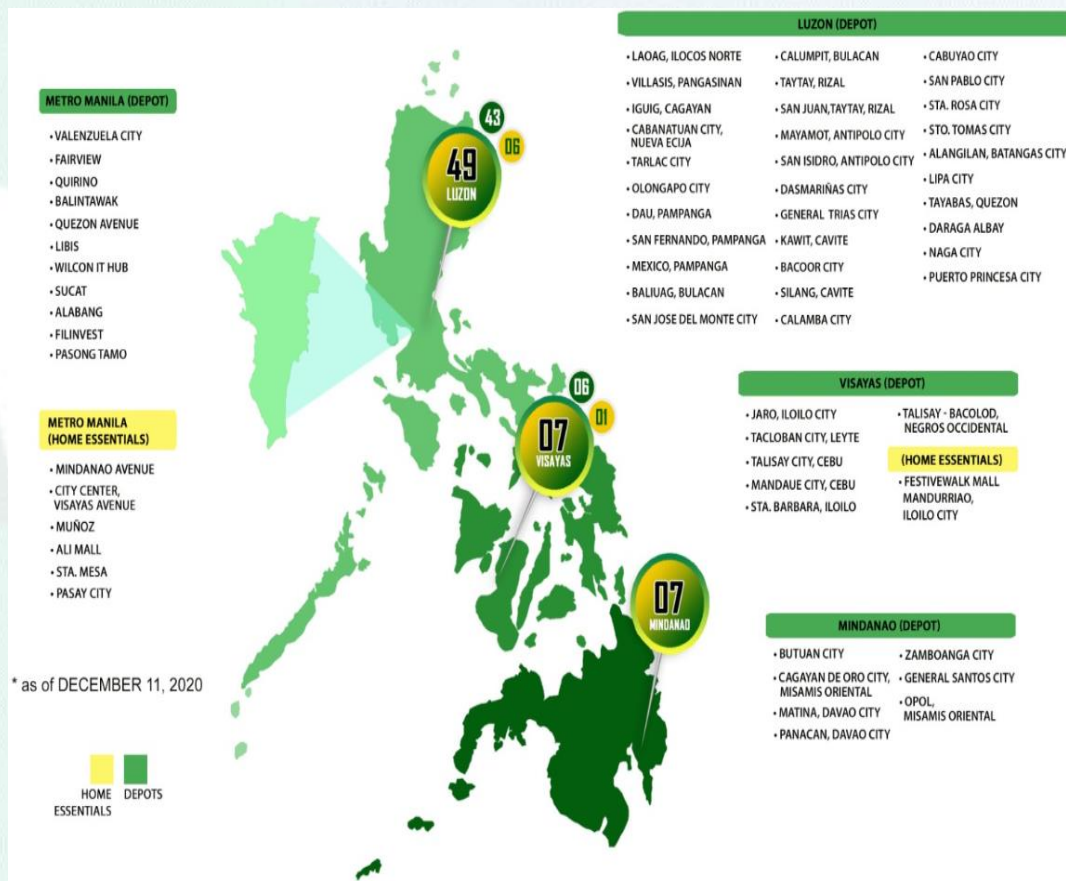 METRO MANILA (DEPOT)
• VALENZUELA CITY
• FAIRVIEW
• QUIRINO
• BALINTAWAK
• QUEZON AVENUE
• LIBIS
• WILCON IT HUB
• SUCAT
• ALABANG
• FILINVEST
• PASONG TAMO
METRO MANILA
(HOME ESSENTIALS)
• MINDANAO AVENUE
• CITY CENTER,
VISAYAS AVENUE
• MUÑOZ
• ALI MALL
• STA. MESA
• PASAY CITY
* as of DECEMBER 11, 2020
HOME
ESSENTIALS
DEPOTS
43
06
49
LUZON
06
01
07
VISAYAS
07
MINDANAO
LUZON (DEPOT)
• LAOAG, ILOCOS NORTE
• VILLASIS, PANGASINAN
• IGUIG, CAGAYAN
• CABANATUAN CITY,
NUEVA ECIJA
• TARLAC CITY
• OLONGAPO CITY
• DAU, PAMPANGA
• SAN FERNANDO, PAMPANGA
• MEXICO, PAMPANGA
• BALIUAG, BULACAN
• SAN JOSE DEL MONTE CITY
• CALUMPIT, BULACAN
• TAYTAY, RIZAL
• SAN JUAN,TAYTAY, RIZAL
• MAYAMOT, ANTIPOLO CITY
• SAN ISIDRO, ANTIPOLO CITY
• DASMARIÑAS CITY
• GENERAL TRIAS CITY
• KAWIT, CAVITE
• BACOOR CITY
• SILANG, CAVITE
• CALAMBA CITY
• CABUYAO CITY
• SAN PABLO CITY
• STA. ROSA CITY
• STO. TOMAS CITY
• ALANGILAN, BATANGAS CITY
• LIPA CITY
• TAYABAS, QUEZON
• DARAGA ALBAY
• NAGA CITY
• PUERTO PRINCESA CITY
VISAYAS (DEPOT)
• JARO, ILOILO CITY
• TACLOBAN CITY, LEYTE
• TALISAY CITY, CEBU
• MANDAUE CITY, CEBU
• STA. BARBARA, ILOILO
• TALISAY - BACOLOD,
NEGROS OCCIDENTAL
(HOME ESSENTIALS)
• FESTIVEWALK MALL
MANDURRIAO,
ILOILO CITY
MINDANAO (DEPOT)
• BUTUAN CITY
• CAGAYAN DE ORO CITY,
MISAMIS ORIENTAL
• MATINA, DAVAO CITY
• PANACAN, DAVAO CITY
• ZAMBOANGA CITY
• GENERAL SANTOS CITY
• OPOL,
MISAMIS ORIENTAL